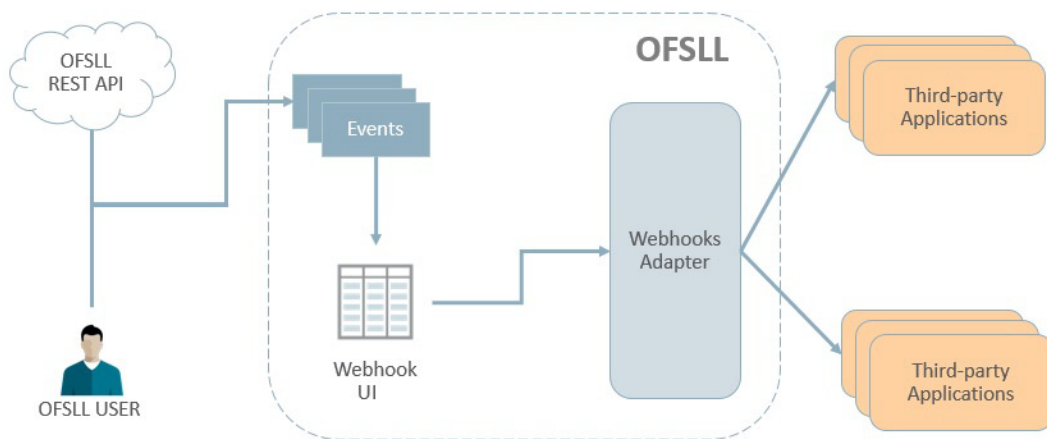 OFSLL
REST API
OFSLL USER
OFSLL
Events
Webhook
UI
Webhooks
Adapter
Third-party
Applications
Third-party
Applications